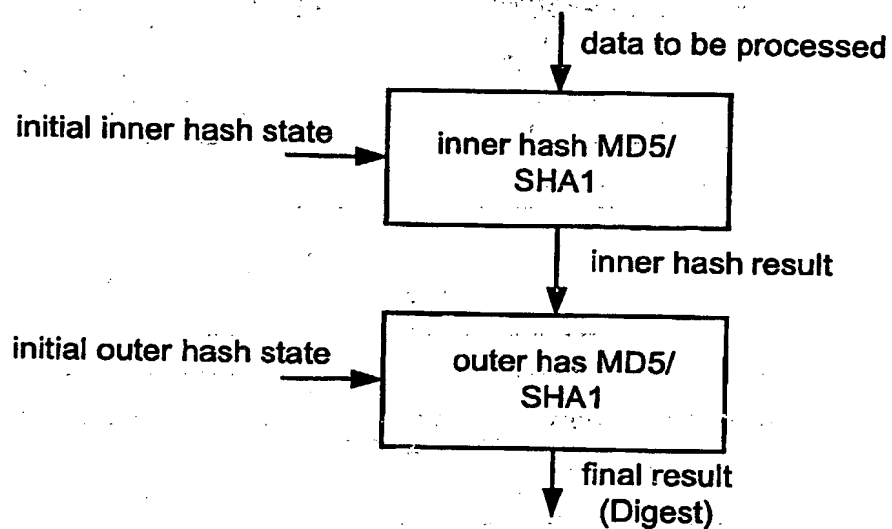 data to be processed
initial inner hash state
inner hash MD5/
SHA1
inner hash result
initial outer hash state
outer has MD5/
SHA1
final result
(Digest)